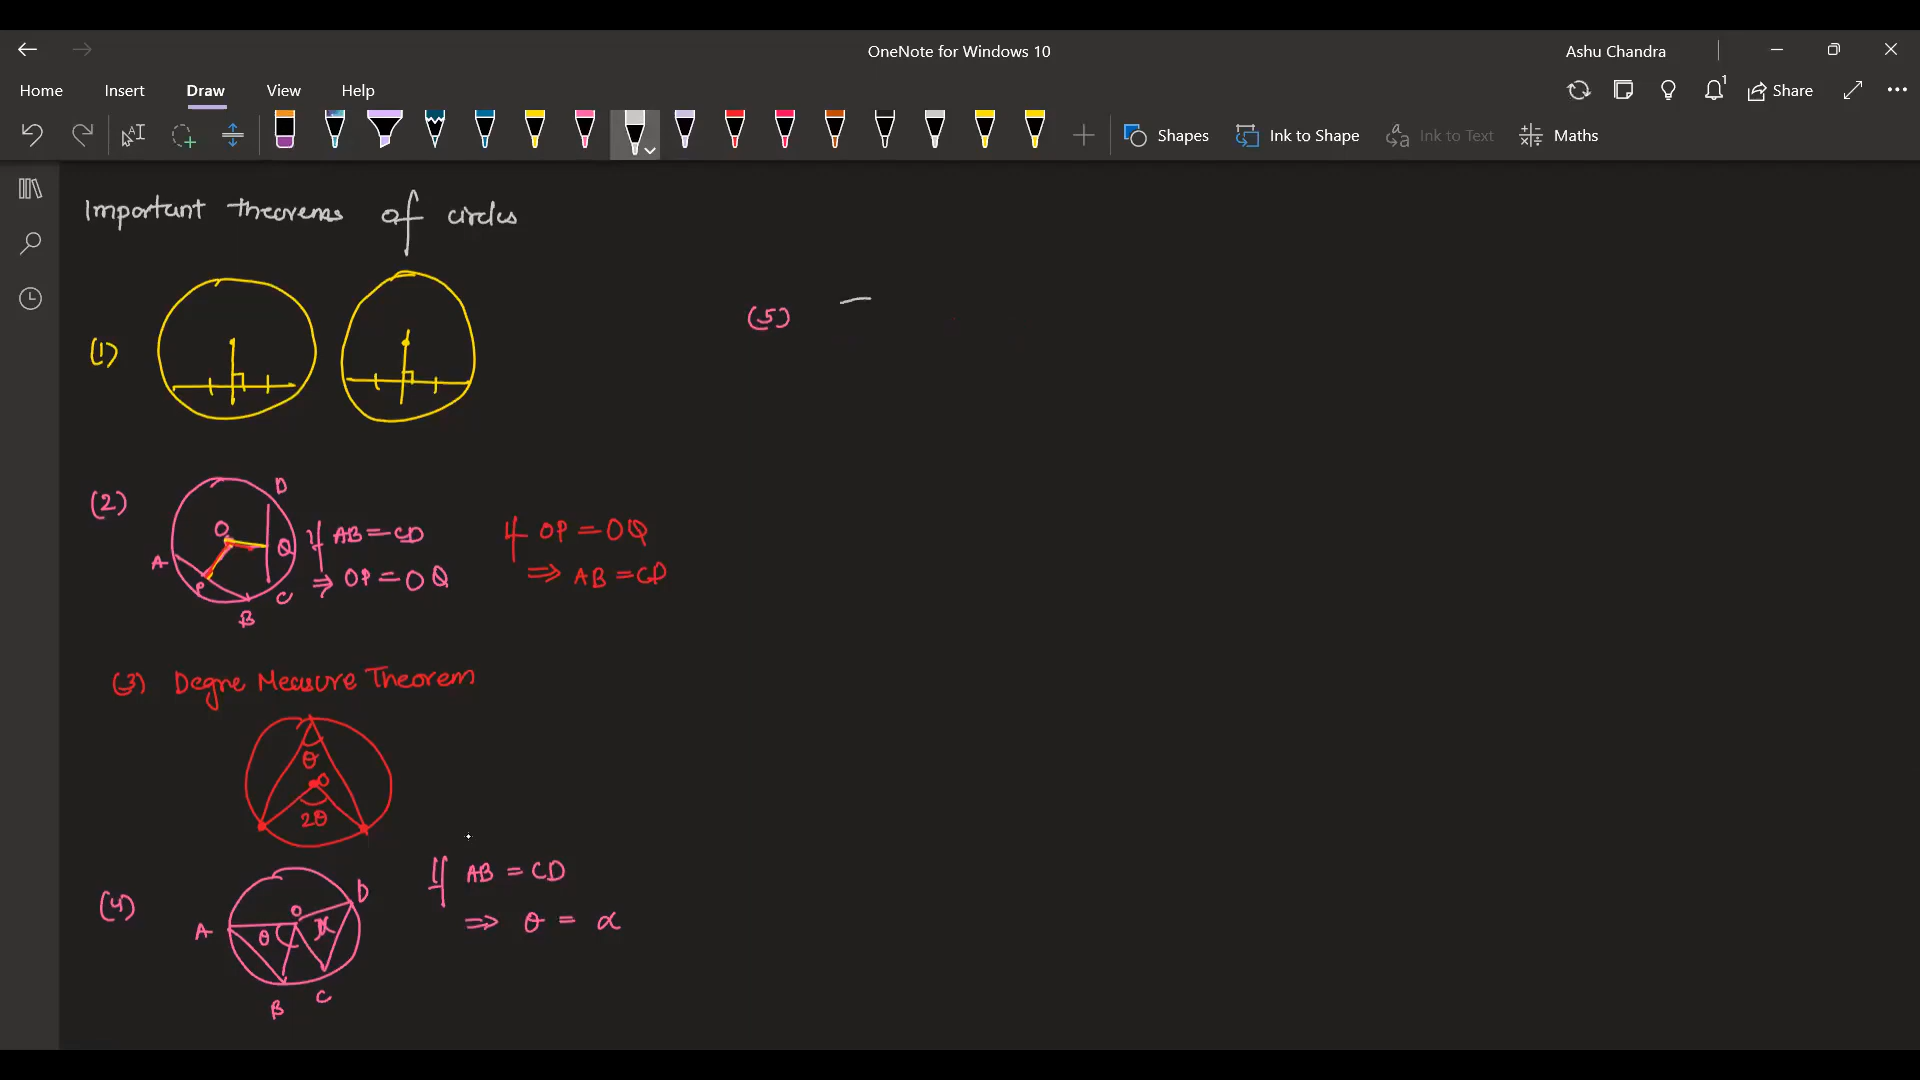 OneNote for Windows 10
Ashu Chandra
Home Insert Draw View Help
1
Share
Shapes
Ink to Shape
Ink to Text
Maths
Important Theorems of circles
(1)
(2)
D
O
Q
A
P
C
B
If AB = CD
⇒ OP = OQ
If OP = OQ
⇒ AB = CD
(3) Degree Measure Theorem
θ
O
2θ
(4)
D
O
A
θ
α
B
C
If AB = CD
⇒ θ = α
(5)